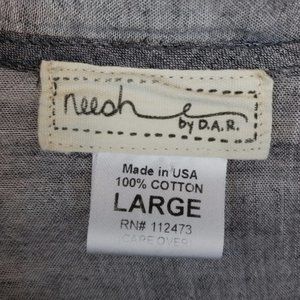 neesh
by D.A.R.
Made in USA
100% COTTON
LARGE
RN# 112473
CARE OVER